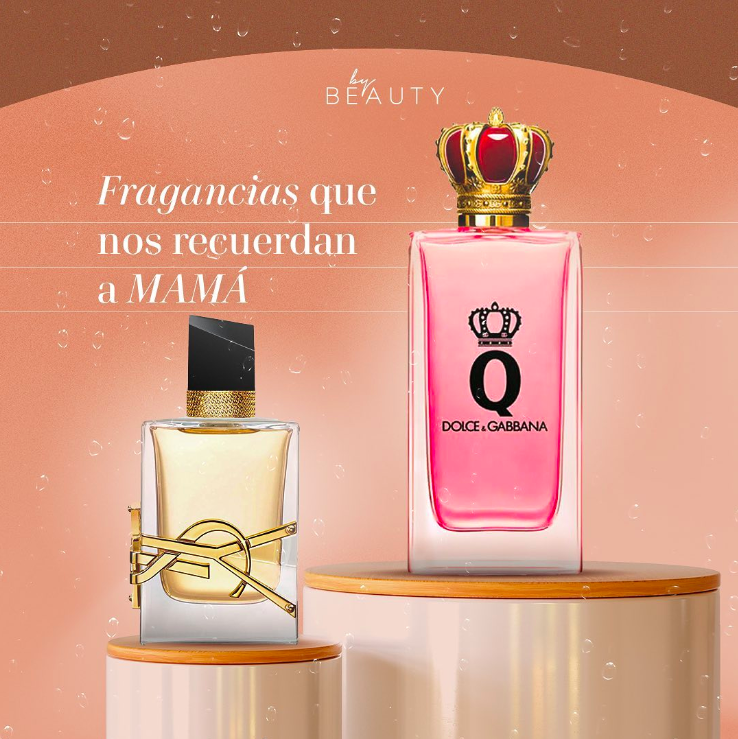 by
BEAUTY
Fragancias que
nos recuerdan
a MAMÁ
Q
DOLCE & GABBANA